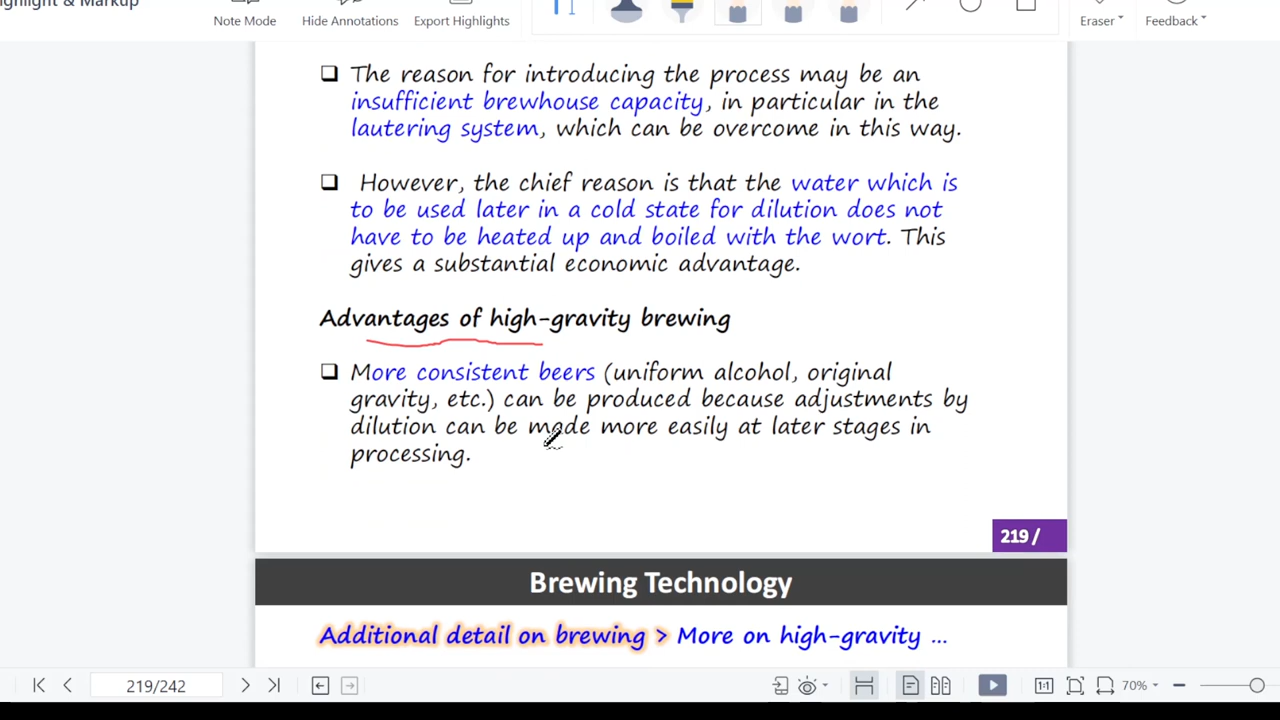 ghlight & Markup
Note Mode
Hide Annotations
Export Highlights
Eraser
Feedback
❑ The reason for introducing the process may be an
insufficient brewhouse capacity, in particular in the
lautering system, which can be overcome in this way.
❑ However, the chief reason is that the water which is
to be used later in a cold state for dilution does not
have to be heated up and boiled with the wort. This
gives a substantial economic advantage.
Advantages of high-gravity brewing
❑ More consistent beers (uniform alcohol, original
gravity, etc.) can be produced because adjustments by
dilution can be made more easily at later stages in
processing.
219 /
Brewing Technology
Additional detail on brewing > More on high-gravity ...
219/242
1:1
70%